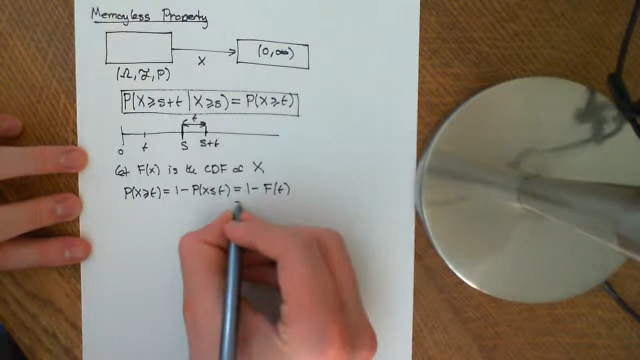 Memoryless Property
X
(0,∞)
(Ω, F, P)
P(X≥s+t | X≥s) = P(X≥t)
t
0 t s s+t
Let F(x) is the CDF of X
P(X≥t) = 1 - P(X≤t) = 1 - F(t)